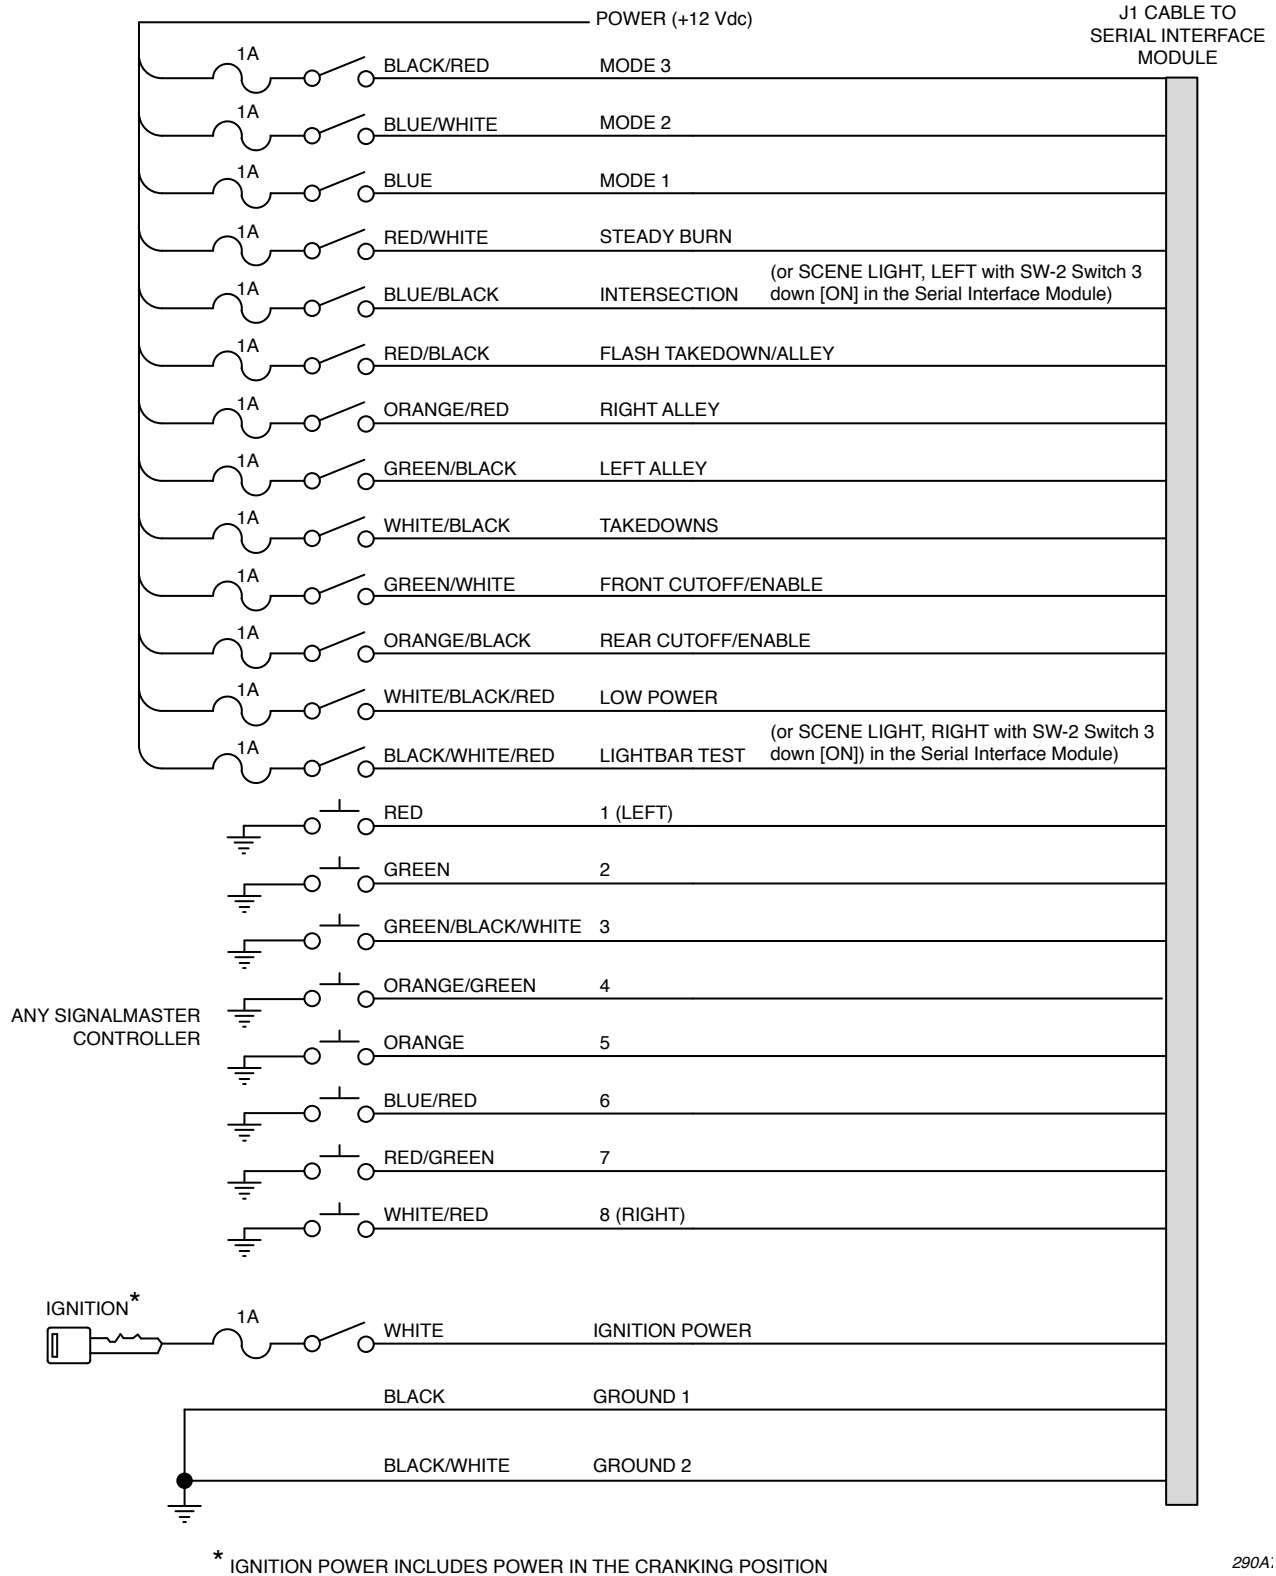 POWER (+12 Vdc)
J1 CABLE TO
SERIAL INTERFACE
MODULE
1A BLACK/RED MODE 3
1A BLUE/WHITE MODE 2
1A BLUE MODE 1
1A RED/WHITE STEADY BURN
(or SCENE LIGHT, LEFT with SW-2 Switch 3
1A BLUE/BLACK INTERSECTION down [ON] in the Serial Interface Module)
1A RED/BLACK FLASH TAKEDOWN/ALLEY
1A ORANGE/RED RIGHT ALLEY
1A GREEN/BLACK LEFT ALLEY
1A WHITE/BLACK TAKEDOWNS
1A GREEN/WHITE FRONT CUTOFF/ENABLE
1A ORANGE/BLACK REAR CUTOFF/ENABLE
1A WHITE/BLACK/RED LOW POWER
(or SCENE LIGHT, RIGHT with SW-2 Switch 3
1A BLACK/WHITE/RED LIGHTBAR TEST down [ON]) in the Serial Interface Module)
RED 1 (LEFT)
GREEN 2
GREEN/BLACK/WHITE 3
ORANGE/GREEN 4
ANY SIGNALMASTER
CONTROLLER
ORANGE 5
BLUE/RED 6
RED/GREEN 7
WHITE/RED 8 (RIGHT)
IGNITION*
1A WHITE IGNITION POWER
BLACK GROUND 1
BLACK/WHITE GROUND 2
* IGNITION POWER INCLUDES POWER IN THE CRANKING POSITION